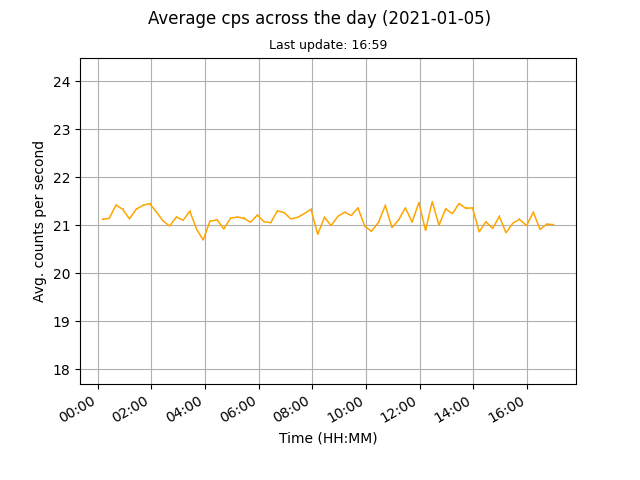 Average cps across the day (2021-01-05)
Last update: 16:59
24
23
22
21
20
19
18
Avg. counts per second
00:00 02:00 04:00 06:00 08:00 10:00 12:00 14:00 16:00
Time (HH:MM)